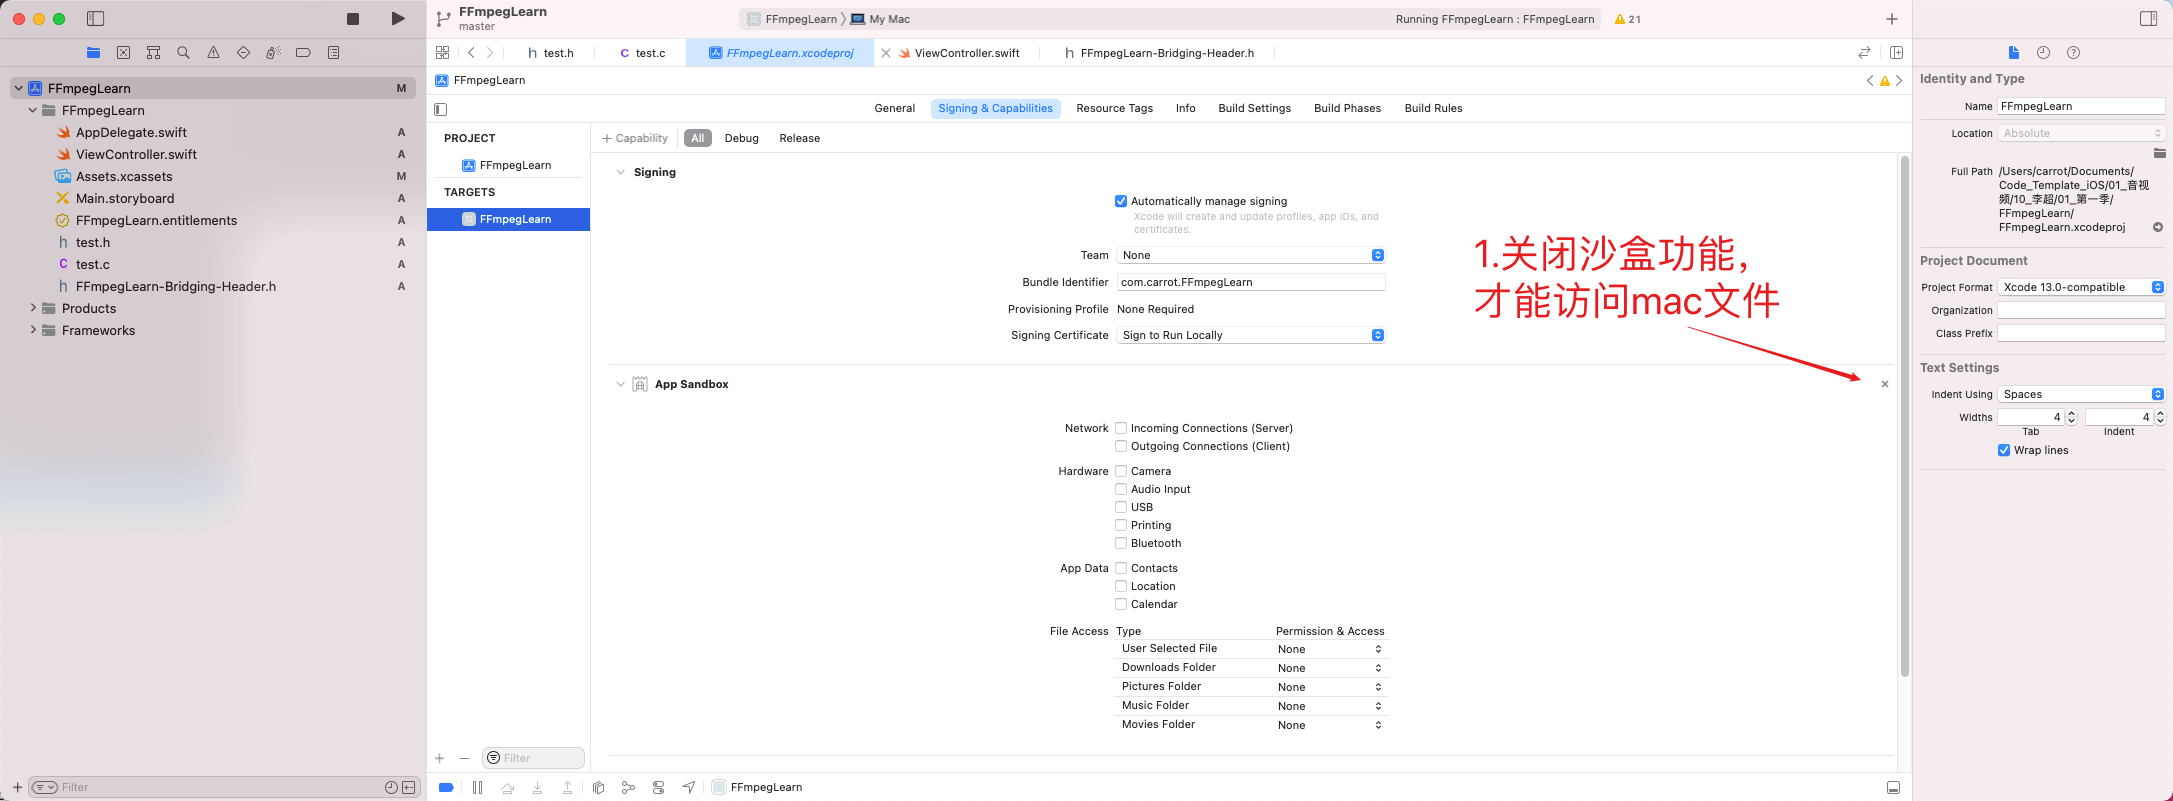 FFmpegLearn
master
FFmpegLearn
My Mac
Running FFmpegLearn : FFmpegLearn
21
test.h
test.c
FFmpegLearn.xcodeproj
ViewController.swift
FFmpegLearn-Bridging-Header.h
FFmpegLearn M
FFmpegLearn
AppDelegate.swift A
ViewController.swift A
Assets.xcassets M
Main.storyboard A
FFmpegLearn.entitlements A
test.h A
test.c A
FFmpegLearn-Bridging-Header.h A
Products
Frameworks
Filter
FFmpegLearn
General
Signing & Capabilities
Resource Tags
Info
Build Settings
Build Phases
Build Rules
PROJECT
FFmpegLearn
TARGETS
FFmpegLearn
Filter
+ Capability
All
Debug
Release
Signing
Automatically manage signing
Xcode will create and update profiles, app IDs, and
certificates.
Team None
Bundle Identifier com.carrot.FFmpegLearn
Provisioning Profile None Required
Signing Certificate Sign to Run Locally
1.关闭沙盒功能，
才能访问mac文件
App Sandbox
Network Incoming Connections (Server)
Outgoing Connections (Client)
Hardware Camera
Audio Input
USB
Printing
Bluetooth
App Data Contacts
Location
Calendar
File Access Type Permission & Access
User Selected File None
Downloads Folder None
Pictures Folder None
Music Folder None
Movies Folder None
FFmpegLearn
Identity and Type
Name FFmpegLearn
Location Absolute
Full Path /Users/carrot/Documents/
Code_Template_iOS/01_音视
频/10_李超/01_第一季/
FFmpegLearn/
FFmpegLearn.xcodeproj
Project Document
Project Format Xcode 13.0-compatible
Organization
Class Prefix
Text Settings
Indent Using Spaces
Widths 4 4
Tab Indent
Wrap lines